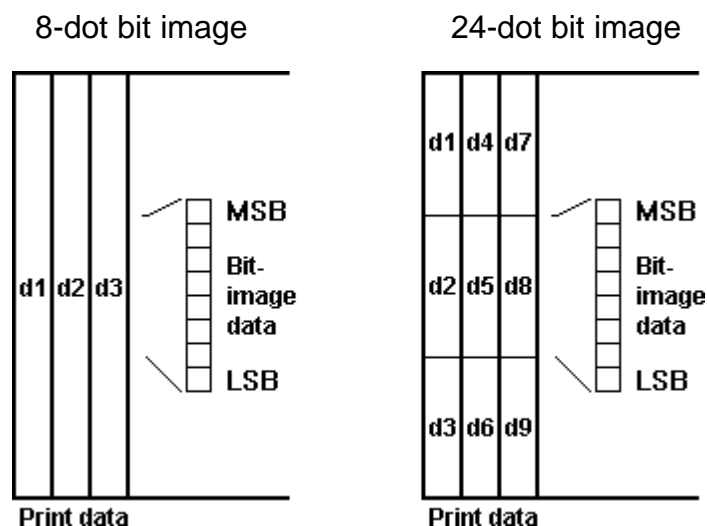 8-dot bit image
d1 d2 d3
MSB
Bit-
image
data
LSB
Print data
24-dot bit image
d1 d4 d7
d2 d5 d8
d3 d6 d9
MSB
Bit-
image
data
LSB
Print data